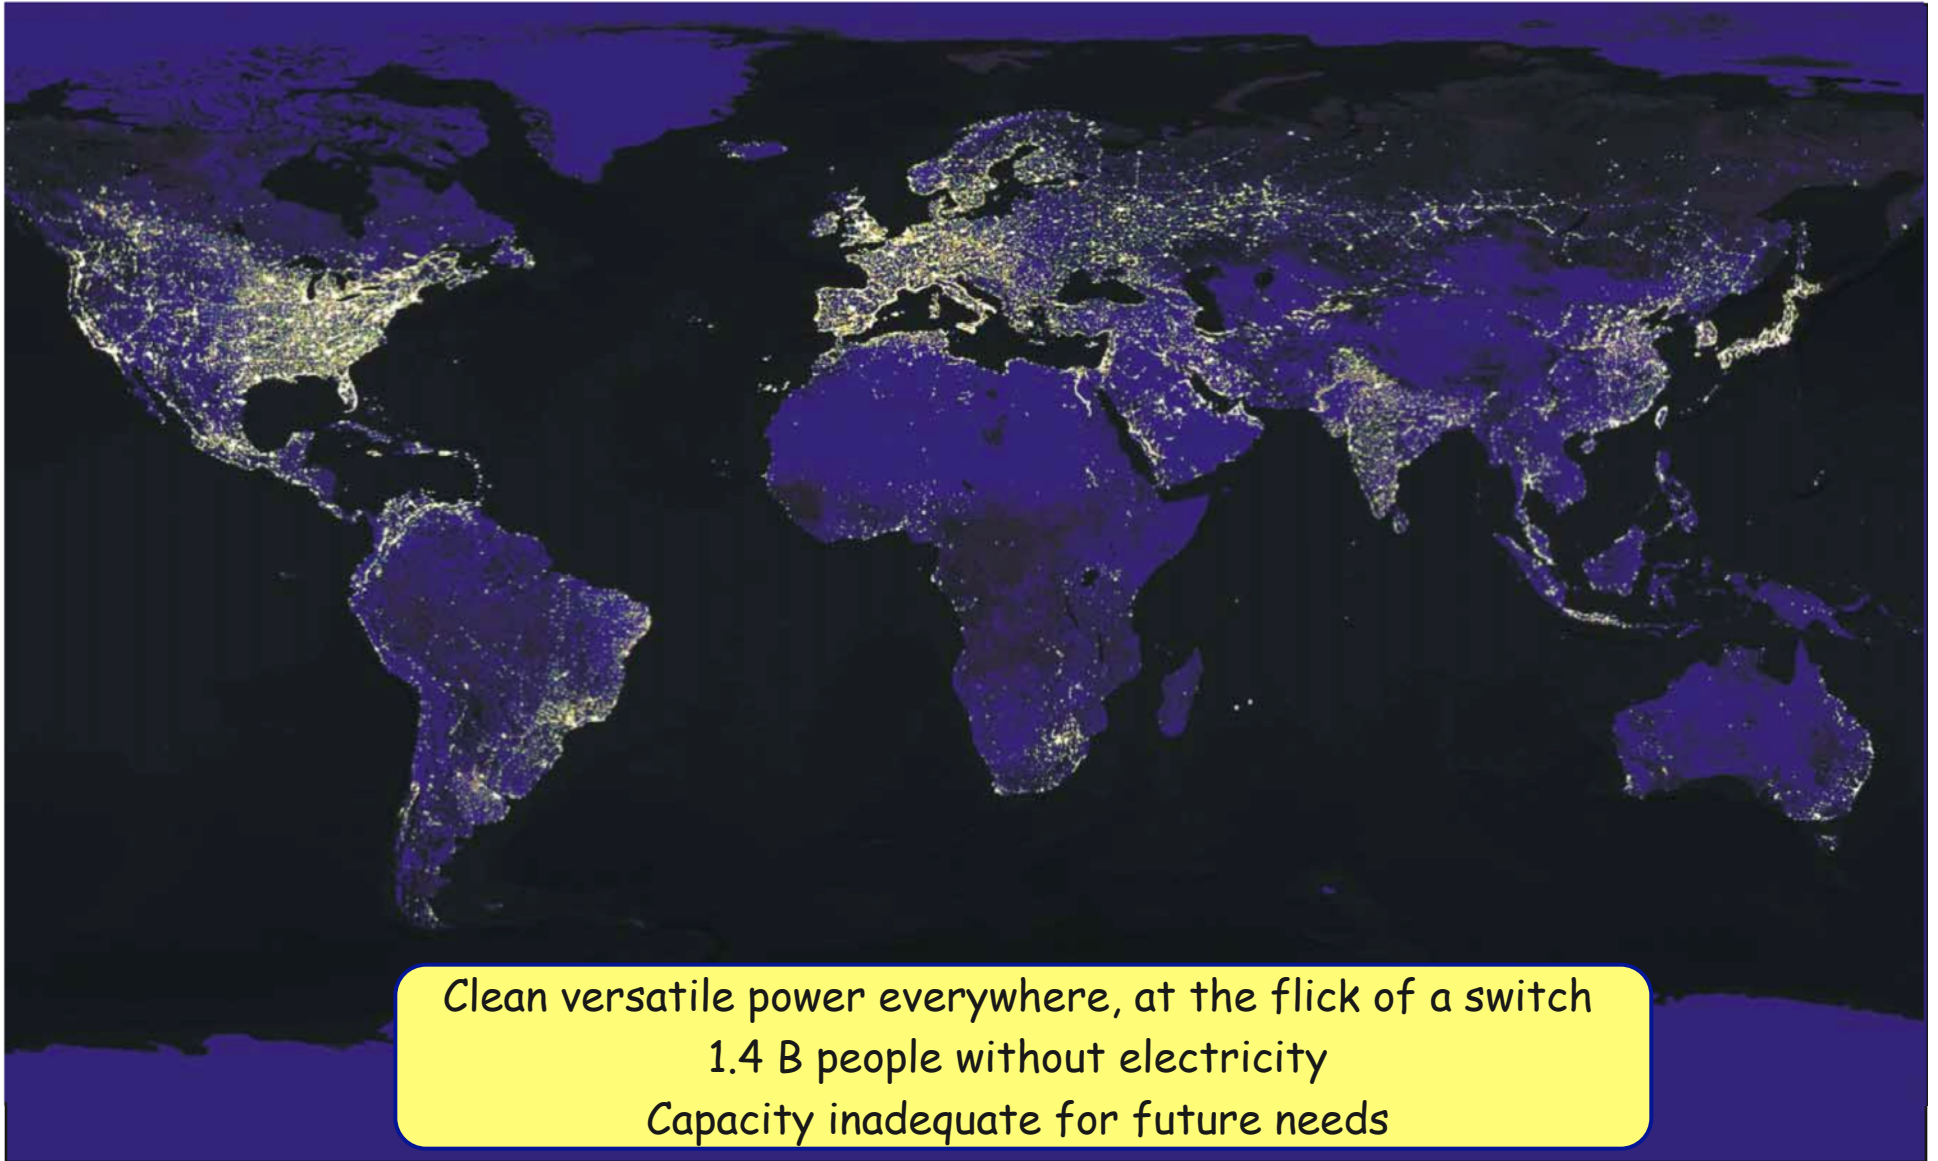 Clean versatile power everywhere, at the flick of a switch
1.4 B people without electricity
Capacity inadequate for future needs